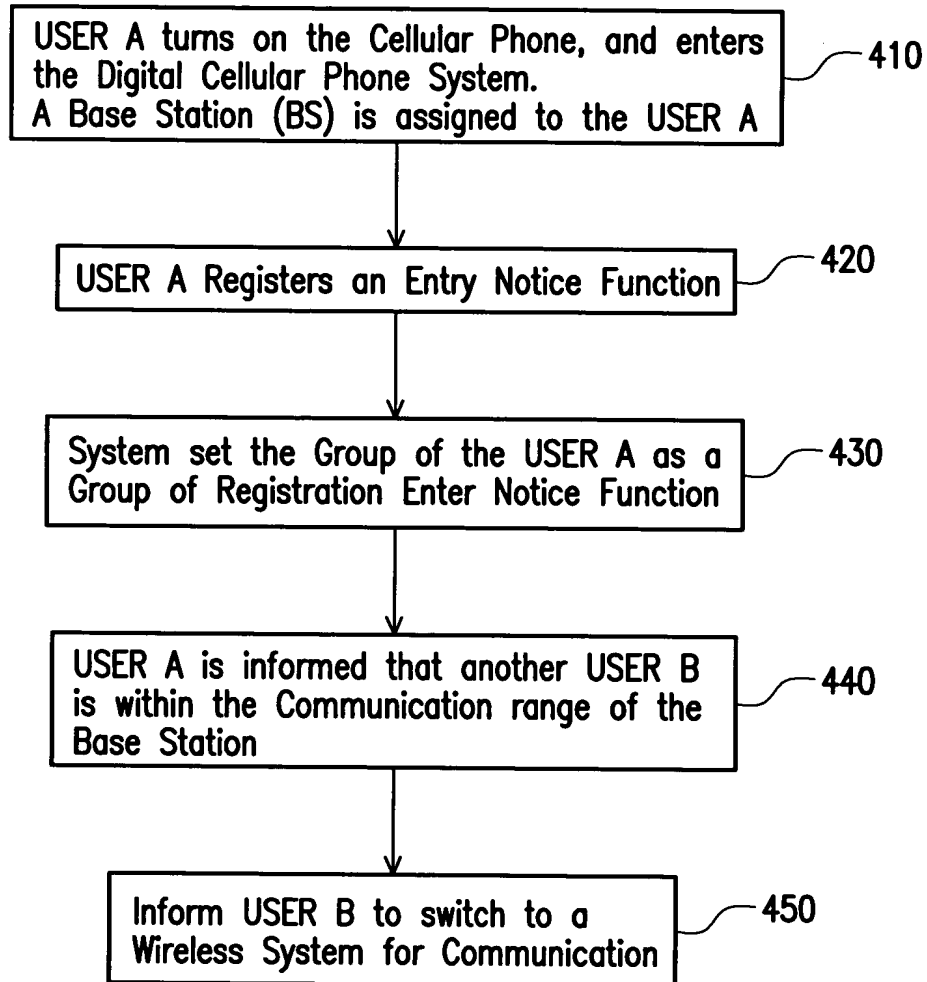 USER A turns on the Cellular Phone, and enters
the Digital Cellular Phone System.
A Base Station (BS) is assigned to the USER A
410
USER A Registers an Entry Notice Function
420
System set the Group of the USER A as a
Group of Registration Enter Notice Function
430
USER A is informed that another USER B
is within the Communication range of the
Base Station
440
Inform USER B to switch to a
Wireless System for Communication
450